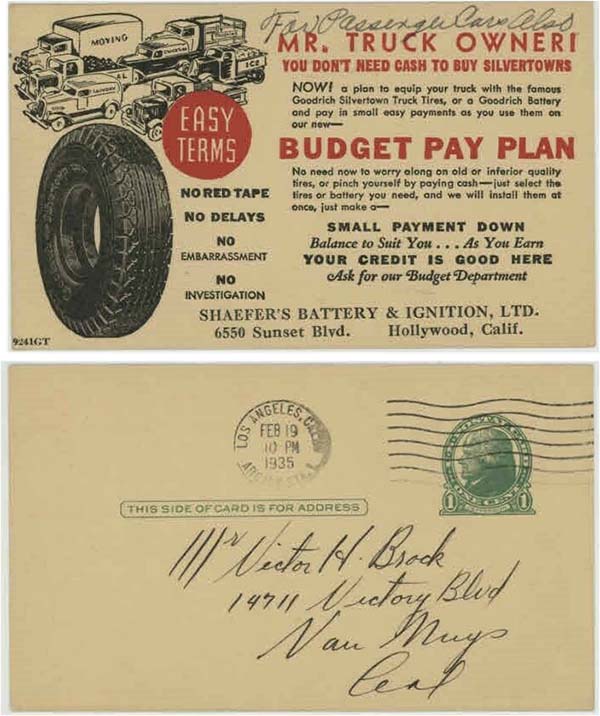 For Passenger Cars Also
MOVING
ICE
LAUNDRY
MR. TRUCK OWNER!
YOU DON'T NEED CASH TO BUY SILVERTOWNS
NOW! a plan to equip your truck with the famous
Goodrich Silvertown Truck Tires, or a Goodrich Battery
and pay in small easy payments as you use them on
our new—
EASY
TERMS
BUDGET PAY PLAN
No need now to worry along on old or inferior quality
tires, or pinch yourself by paying cash—just select the
tires or battery you need, and we will install them at
once, just make a—
NO RED TAPE
NO DELAYS
NO
EMBARRASSMENT
NO
INVESTIGATION
SMALL PAYMENT DOWN
Balance to Suit You . . . As You Earn
YOUR CREDIT IS GOOD HERE
Ask for our Budget Department
SHAEFER'S BATTERY & IGNITION, LTD.
6550 Sunset Blvd. Hollywood, Calif.
9241GT
LOS ANGELES, CALIF.
FEB 19
10 PM
1935
THIS SIDE OF CARD IS FOR ADDRESS
1 1
Mr Victor H. Brock
14711 Victory Blvd
Van Nuys
Cal